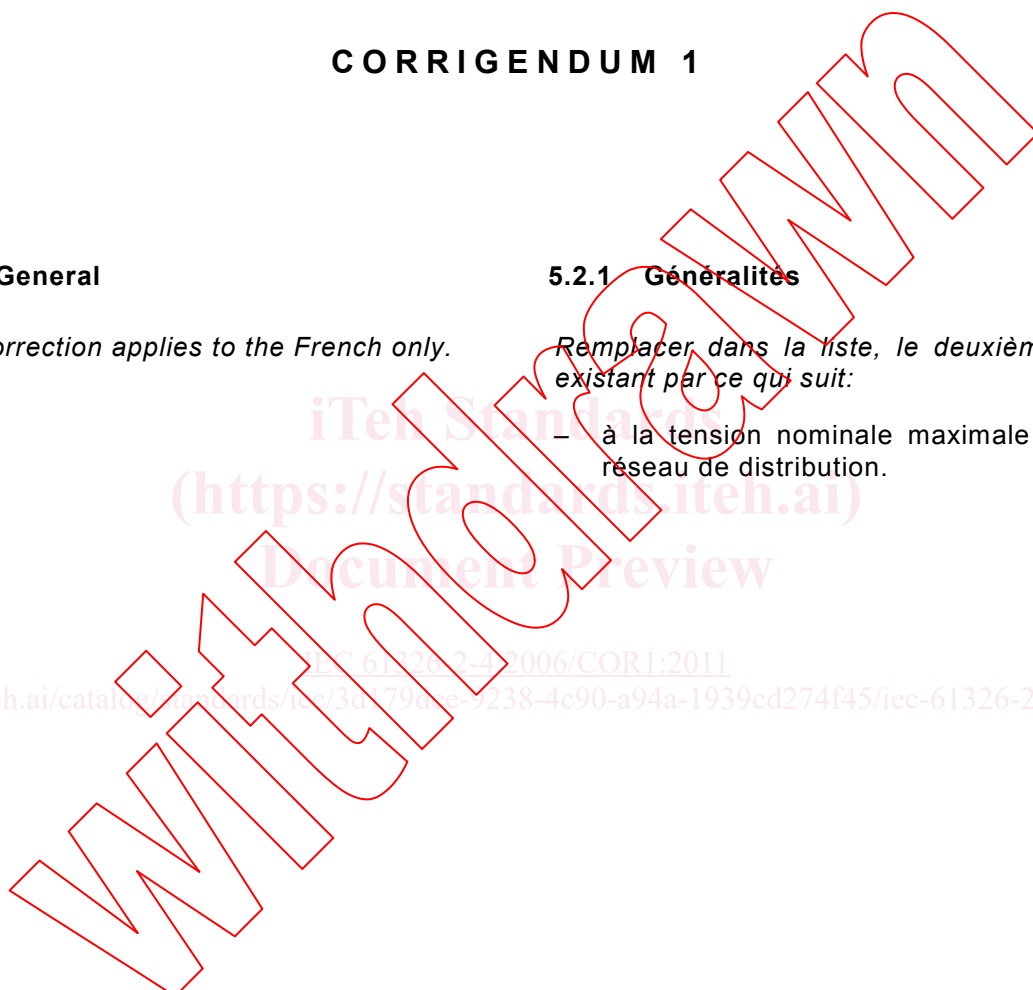 CORRIGENDUM 1
General
orrection applies to the French only.
5.2.1 Généralités
Remplacer dans la liste, le deuxièm
existant par ce qui suit:
– à la tension nominale maximale
réseau de distribution.
iTeh Standards
(https://standards.iteh.ai)
Document Preview
IEC 61326-2-4:2006/COR1:2011
eh.ai/catalog/standards/iec/3d179dee-9238-4c90-a94a-1939cd274f45/iec-61326-2
withdrawn